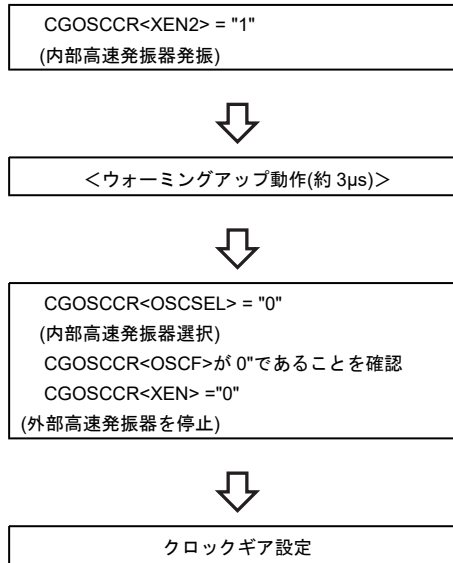 CGOSCCR<XEN2> = "1"
(内部高速発振器発振)
＜ウォーミングアップ動作(約 3μs)＞
CGOSCCR<OSCSEL> = "0"
(内部高速発振器選択)
CGOSCCR<OSCF>が 0"であることを確認
CGOSCCR<XEN> ="0"
(外部高速発振器を停止)
クロックギア設定